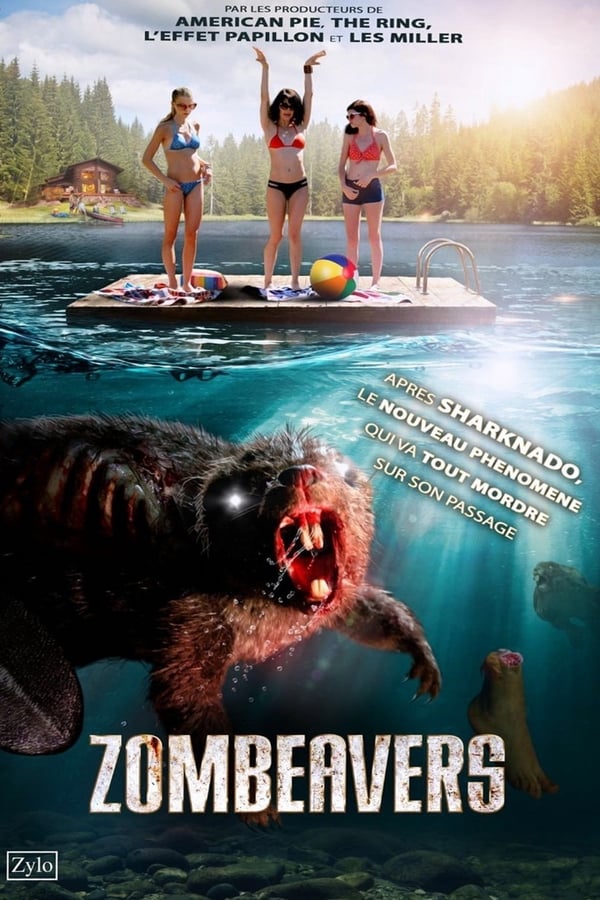 PAR LES PRODUCTEURS DE
AMERICAN PIE, THE RING,
L'EFFET PAPILLON ET LES MILLER
APRES SHARKNADO,
LE NOUVEAU PHENOMENE
QUI VA TOUT MORDRE
SUR SON PASSAGE
ZOMBEAVERS
Zylo